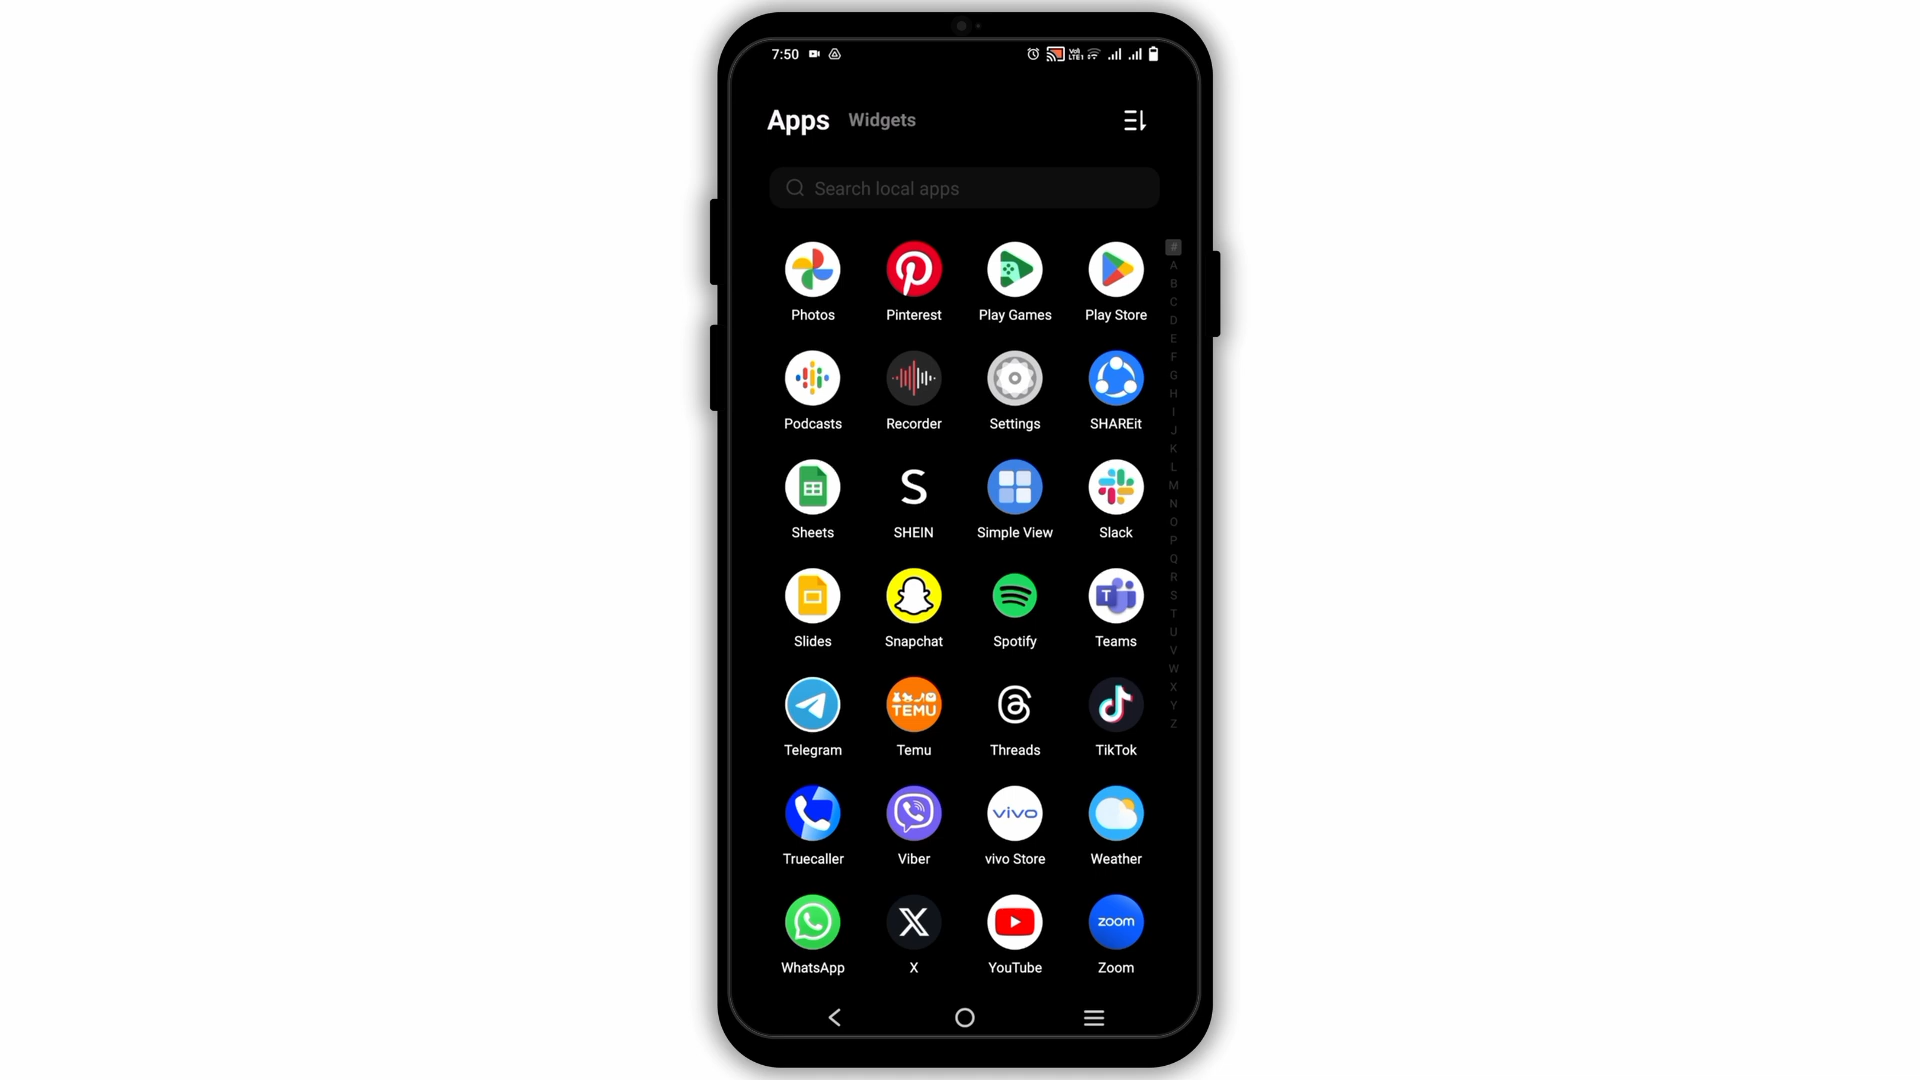 7:50
Apps Widgets
Search local apps
#
A
B
C
D
E
F
G
H
I
J
K
L
M
N
O
P
Q
R
S
T
U
V
W
X
Y
Z
Photos Pinterest Play Games Play Store
Podcasts Recorder Settings SHAREit
S
Sheets SHEIN Simple View Slack
T
Slides Snapchat Spotify Teams
TEMU
Telegram Temu Threads TikTok
vivo
Truecaller Viber vivo Store Weather
zoom
WhatsApp X YouTube Zoom